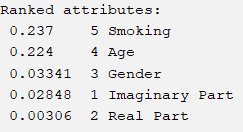 Ranked attributes:
0.237 5 Smoking
0.224 4 Age
0.03341 3 Gender
0.02848 1 Imaginary Part
0.00306 2 Real Part